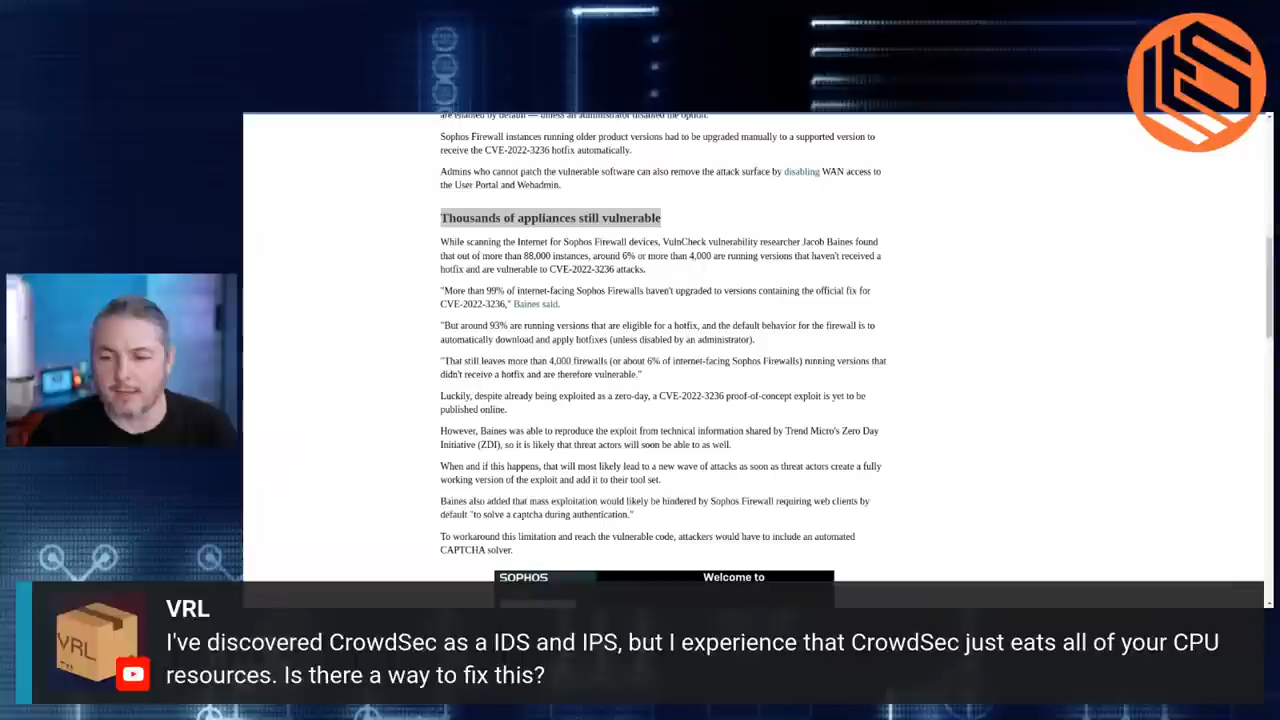 are enabled by default — unless an administrator disabled the option.
Sophos Firewall instances running older product versions had to be upgraded manually to a supported version to
receive the CVE-2022-3236 hotfix automatically.
Admins who cannot patch the vulnerable software can also remove the attack surface by disabling WAN access to
the User Portal and Webadmin.
Thousands of appliances still vulnerable
While scanning the Internet for Sophos Firewall devices, VulnCheck vulnerability researcher Jacob Baines found
that out of more than 88,000 instances, around 6% or more than 4,000 are running versions that haven't received a
hotfix and are vulnerable to CVE-2022-3236 attacks.
"More than 99% of internet-facing Sophos Firewalls haven't upgraded to versions containing the official fix for
CVE-2022-3236," Baines said.
"But around 93% are running versions that are eligible for a hotfix, and the default behavior for the firewall is to
automatically download and apply hotfixes (unless disabled by an administrator).
"That still leaves more than 4,000 firewalls (or about 6% of internet-facing Sophos Firewalls) running versions that
didn't receive a hotfix and are therefore vulnerable."
Luckily, despite already being exploited as a zero-day, a CVE-2022-3236 proof-of-concept exploit is yet to be
published online.
However, Baines was able to reproduce the exploit from technical information shared by Trend Micro's Zero Day
Initiative (ZDI), so it is likely that threat actors will soon be able to as well.
When and if this happens, that will most likely lead to a new wave of attacks as soon as threat actors create a fully
working version of the exploit and add it to their tool set.
Baines also added that mass exploitation would likely be hindered by Sophos Firewall requiring web clients by
default "to solve a captcha during authentication."
To workaround this limitation and reach the vulnerable code, attackers would have to include an automated
CAPTCHA solver.
SOPHOS Welcome to
VRL
VRL
I've discovered CrowdSec as a IDS and IPS, but I experience that CrowdSec just eats all of your CPU
resources. Is there a way to fix this?